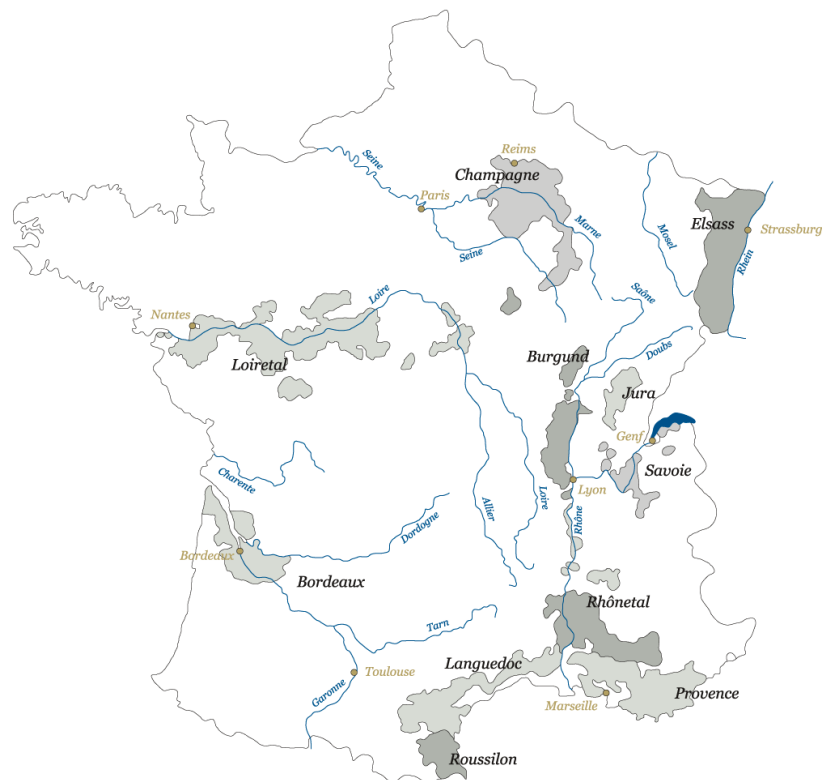 Seine
Reims
Champagne
Paris
Marne
Seine
Mosel
Elsass
Strassburg
Rhein
Saône
Loire
Nantes
Loiretal
Burgund
Doubs
Jura
Genf
Savoie
Charente
Lyon
Allier
Loire
Rhône
Dordogne
Bordeaux
Bordeaux
Rhônetal
Tarn
Languedoc
Toulouse
Garonne
Marseille
Provence
Roussilon